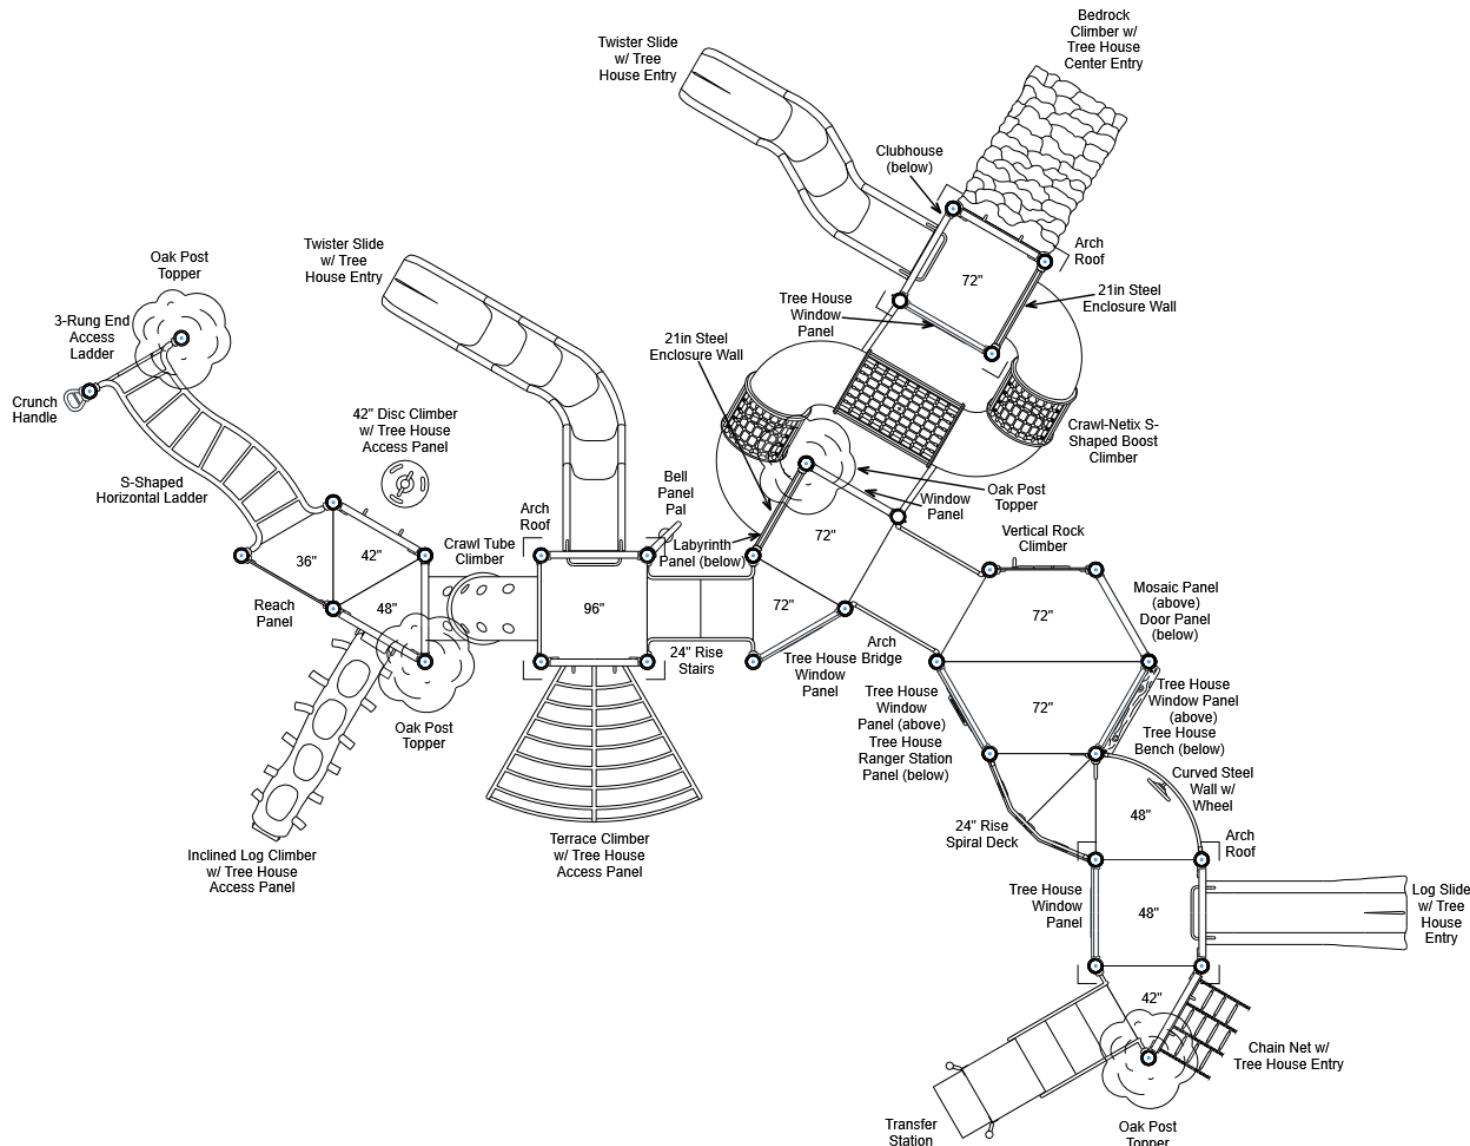 Bedrock
Climber w/
Tree House
Center Entry
Twister Slide
w/ Tree
House Entry
Clubhouse
(below)
Arch
Roof
72"
21in Steel
Enclosure Wall
Tree House
Window
Panel
Twister Slide
w/ Tree
House Entry
Oak Post
Topper
3-Rung End
Access
Ladder
Crunch
Handle
21in Steel
Enclosure Wall
42" Disc Climber
w/ Tree House
Access Panel
Crawl-Netix S-
Shaped Boost
Climber
S-Shaped
Horizontal Ladder
Bell
Panel
Pal
Arch
Roof
Window
Panel
Oak Post
Topper
Vertical Rock
Climber
Labyrinth
Panel (below)
72"
Crawl Tube
Climber
36"
42"
48"
96"
72"
Reach
Panel
24" Rise
Stairs
Tree House
Window
Panel
Arch
Bridge
72"
Mosaic Panel
(above)
Door Panel
(below)
Tree House
Window
Panel (above)
Tree House
Ranger Station
Panel (below)
72"
Tree House
Window Panel
(above)
Tree House
Bench (below)
Oak Post
Topper
Curved Steel
Wall w/
Wheel
48"
24" Rise
Spiral Deck
Arch
Roof
Inclined Log Climber
w/ Tree House
Access Panel
Terrace Climber
w/ Tree House
Access Panel
Tree House
Window
Panel
48"
Log Slide
w/ Tree
House
Entry
42"
Chain Net w/
Tree House Entry
Transfer
Station
Oak Post
Topper